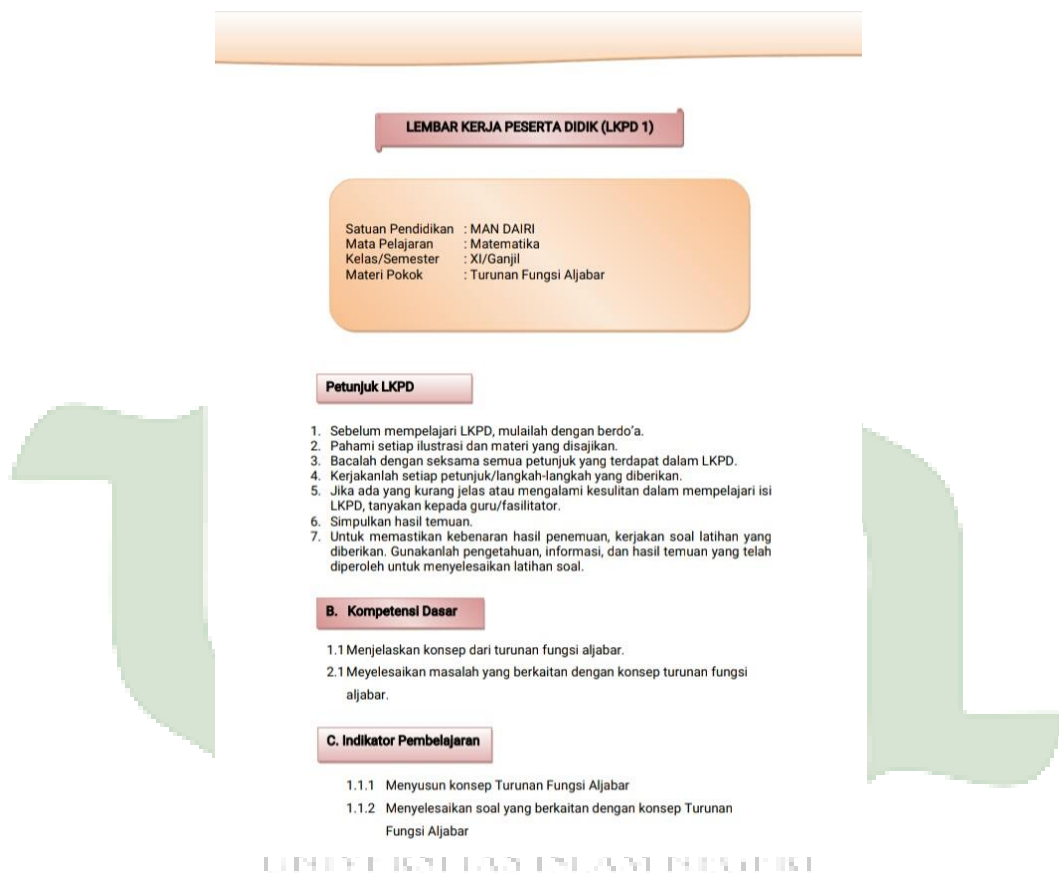 LEMBAR KERJA PESERTA DIDIK (LKPD 1)
Satuan Pendidikan : MAN DAIRI
Mata Pelajaran : Matematika
Kelas/Semester : XI/Ganjil
Materi Pokok : Turunan Fungsi Aljabar
Petunjuk LKPD
1. Sebelum mempelajari LKPD, mulailah dengan berdo’a.
2. Pahami setiap ilustrasi dan materi yang disajikan.
3. Bacalah dengan seksama semua petunjuk yang terdapat dalam LKPD.
4. Kerjakanlah setiap petunjuk/langkah-langkah yang diberikan.
5. Jika ada yang kurang jelas atau mengalami kesulitan dalam mempelajari isi
LKPD, tanyakan kepada guru/fasilitator.
6. Simpulkan hasil temuan.
7. Untuk memastikan kebenaran hasil penemuan, kerjakan soal latihan yang
diberikan. Gunakanlah pengetahuan, informasi, dan hasil temuan yang telah
diperoleh untuk menyelesaikan latihan soal.
B. Kompetensi Dasar
1.1 Menjelaskan konsep dari turunan fungsi aljabar.
2.1 Meyelesaikan masalah yang berkaitan dengan konsep turunan fungsi
aljabar.
C. Indikator Pembelajaran
1.1.1 Menyusun konsep Turunan Fungsi Aljabar
1.1.2 Menyelesaikan soal yang berkaitan dengan konsep Turunan
Fungsi Aljabar